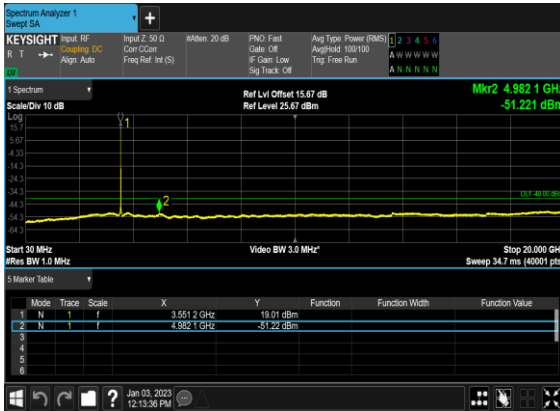 Spectrum Analyzer 1
Swept SA
+
KEYSIGHT Input: RF Input Z: 50 Ω #Atten: 20 dB PNO: Fast Avg Type: Power (RMS) 1 2 3 4 5 6
R T Coupling: DC Corr CCorr Gate: Off Avg|Hold: 100/100 A W W W W W
Align: Auto Freq Ref: Int (S) IF Gain: Low Trig: Free Run
Sig Track: Off A N N N N N
1 Spectrum Ref Lvl Offset 15.67 dB Mkr2 4.982 1 GHz
Scale/Div 10 dB Ref Level 25.67 dBm -51.221 dBm
Log
15.7
5.67
-4.33
-14.3
-24.3
-34.3
-44.3
-54.3
-64.3
1
2
DL1 -40.00 dBm
Start 30 MHz Video BW 3.0 MHz* Stop 20.000 GHz
#Res BW 1.0 MHz Sweep 34.7 ms (40001 pts)
5 Marker Table
Mode Trace Scale X Y Function Function Width Function Value
1 N 1 f 3.551 2 GHz 19.01 dBm
2 N 1 f 4.982 1 GHz -51.22 dBm
3
4
5
6
? Jan 03, 2023
12:13:36 PM